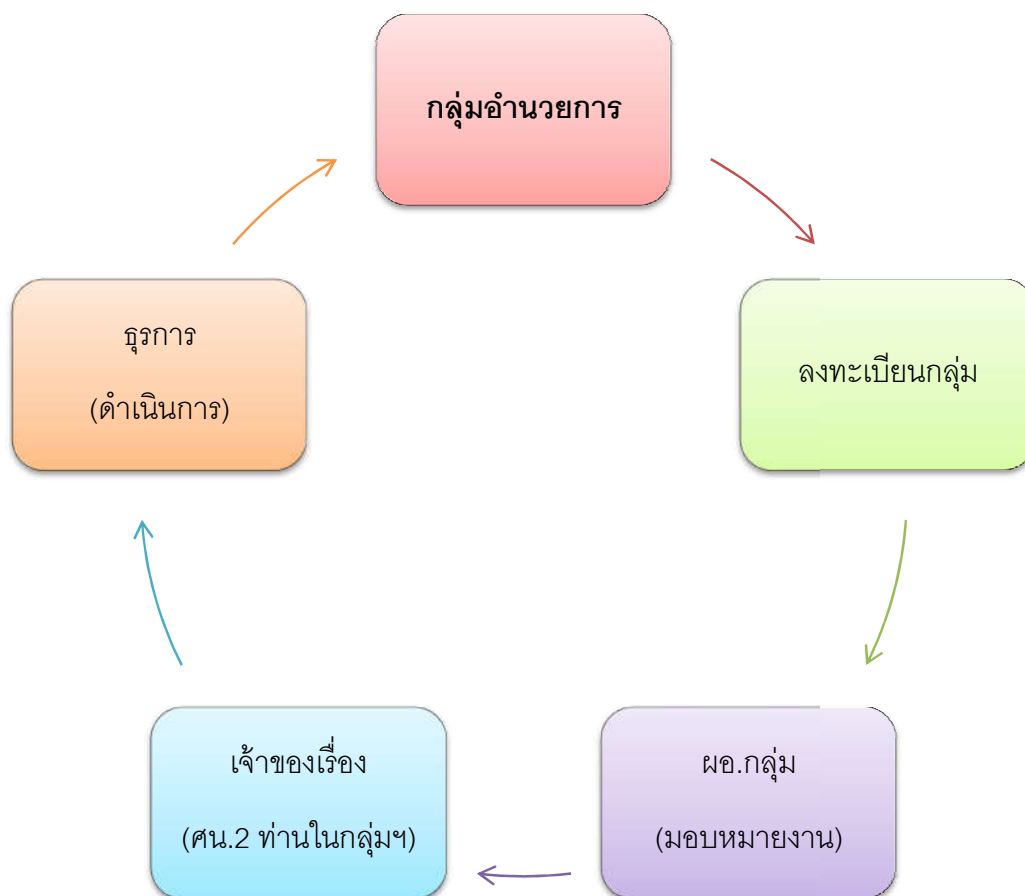 กลุ่มอำนวยการ
ลงทะเบียนกลุ่ม
ผอ.กลุ่ม
(มอบหมายงาน)
เจ้าของเรื่อง
(ศน.2 ท่านในกลุ่มฯ)
ธุรการ
(ดำเนินการ)